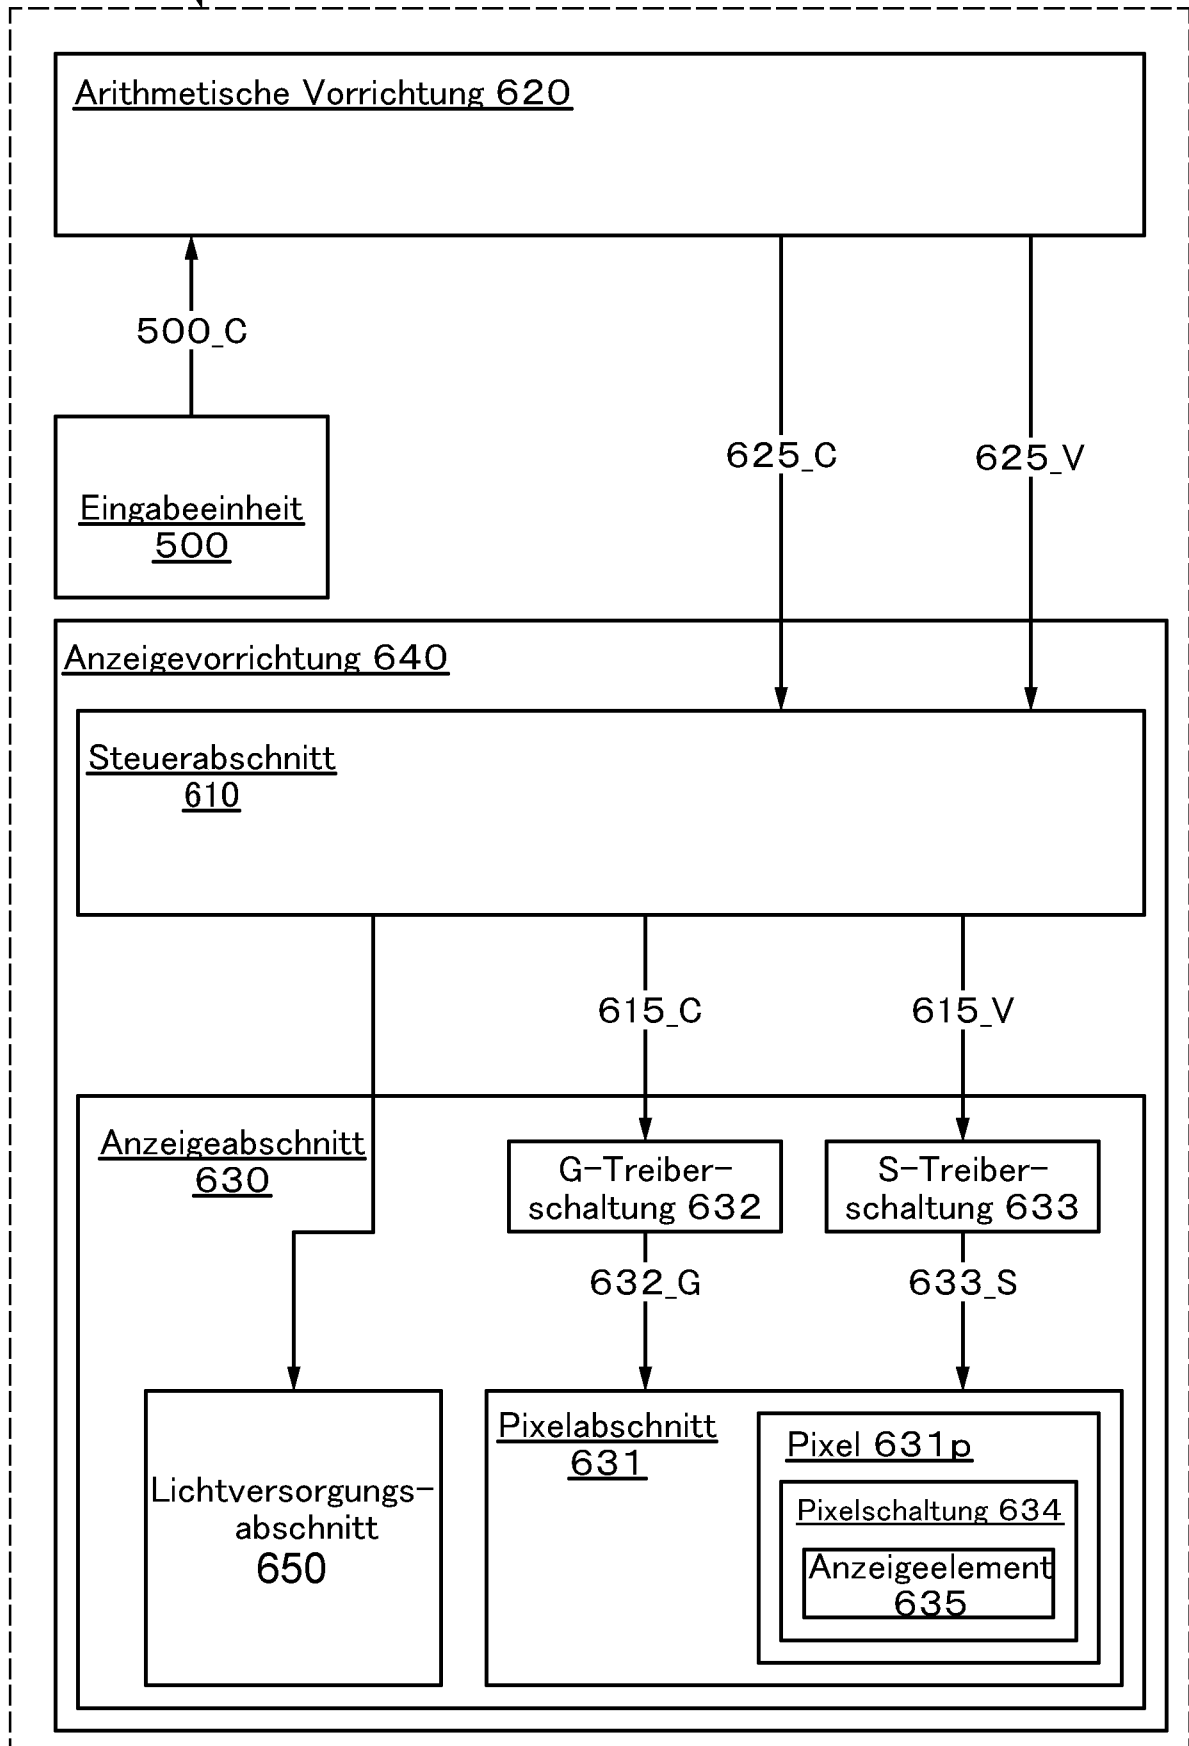 Arithmetische Vorrichtung 620
500_C
625_C
625_V
Eingabeeinheit
500
Anzeigevorrichtung 640
Steuerabschnitt
610
615_C
615_V
Anzeigeabschnitt
630
G-Treiber-
schaltung 632
S-Treiber-
schaltung 633
632_G
633_S
Lichtversorgungs-
abschnitt
650
Pixelabschnitt
631
Pixel 631p
Pixelschaltung 634
Anzeigeelement
635